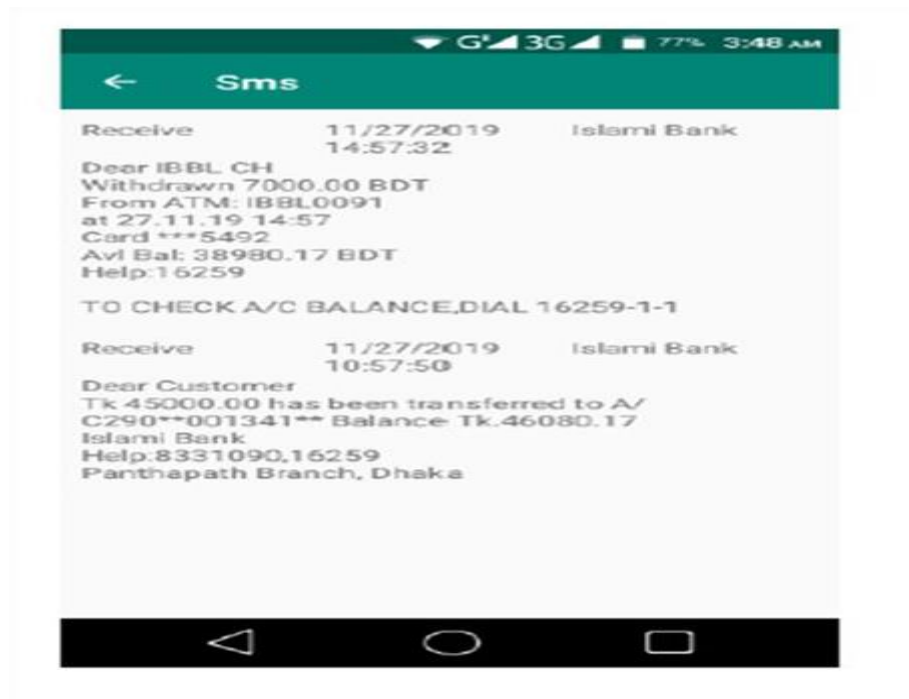 G 3G 77% 3:48 AM
Sms
Receive 11/27/2019 Islami Bank
14:57:32
Dear IBBL CH
Withdrawn 7000.00 BDT
From ATM: IBBL0091
at 27.11.19 14:57
Card ***5492
Avl Bal: 38980.17 BDT
Help:16259
TO CHECK A/C BALANCE,DIAL 16259-1-1
Receive 11/27/2019 Islami Bank
10:57:50
Dear Customer
Tk 45000.00 has been transferred to A/
C290**001341** Balance Tk.46080.17
Islami Bank
Help:8331090,16259
Panthapath Branch, Dhaka